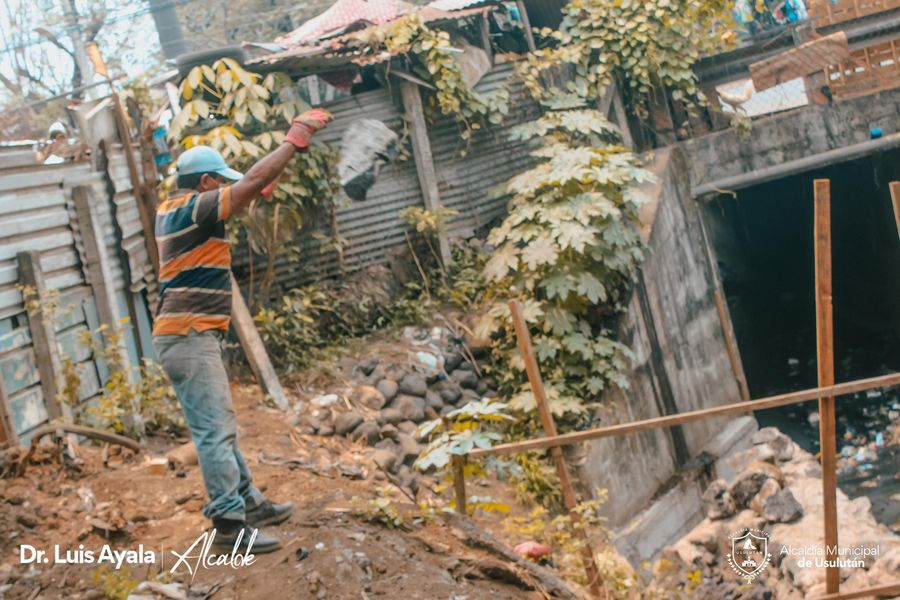 Dr. Luis Ayala
Alcalde
Alcaldía Municipal
de Usulután